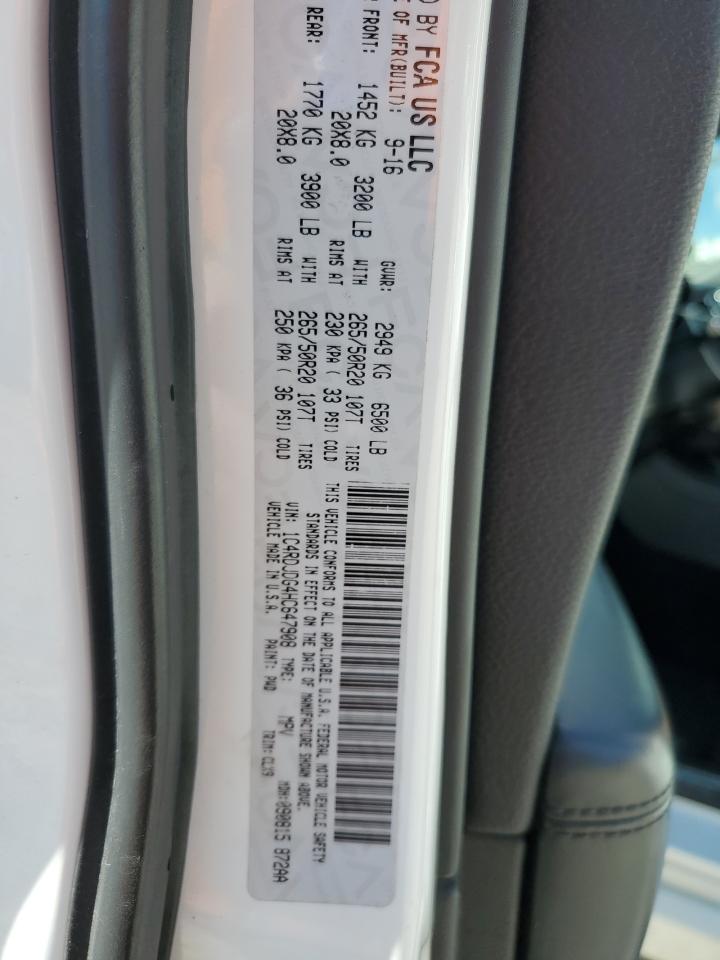 ) BY FCA US LLC
OF MFR(BUILT): 9-16 GVWR: 2949 KG 6500 LB
FRONT: 1452 KG 3200 LB WITH 265/50R20 107T TIRES
20X8.0 RIMS AT 230 KPA ( 33 PSI) COLD
REAR: 1770 KG 3900 LB WITH 265/50R20 107T TIRES
20X8.0 RIMS AT 250 KPA ( 36 PSI) COLD
THIS VEHICLE CONFORMS TO ALL APPLICABLE U.S.A. FEDERAL MOTOR VEHICLE SAFETY
STANDARDS IN EFFECT ON THE DATE OF MANUFACTURE SHOWN ABOVE.
VIN: 1C4RDJDG4HC647908 TYPE: MPV MDH:090815 872AA
VEHICLE MADE IN U.S.A. PAINT: PWD TRIM: CLX9